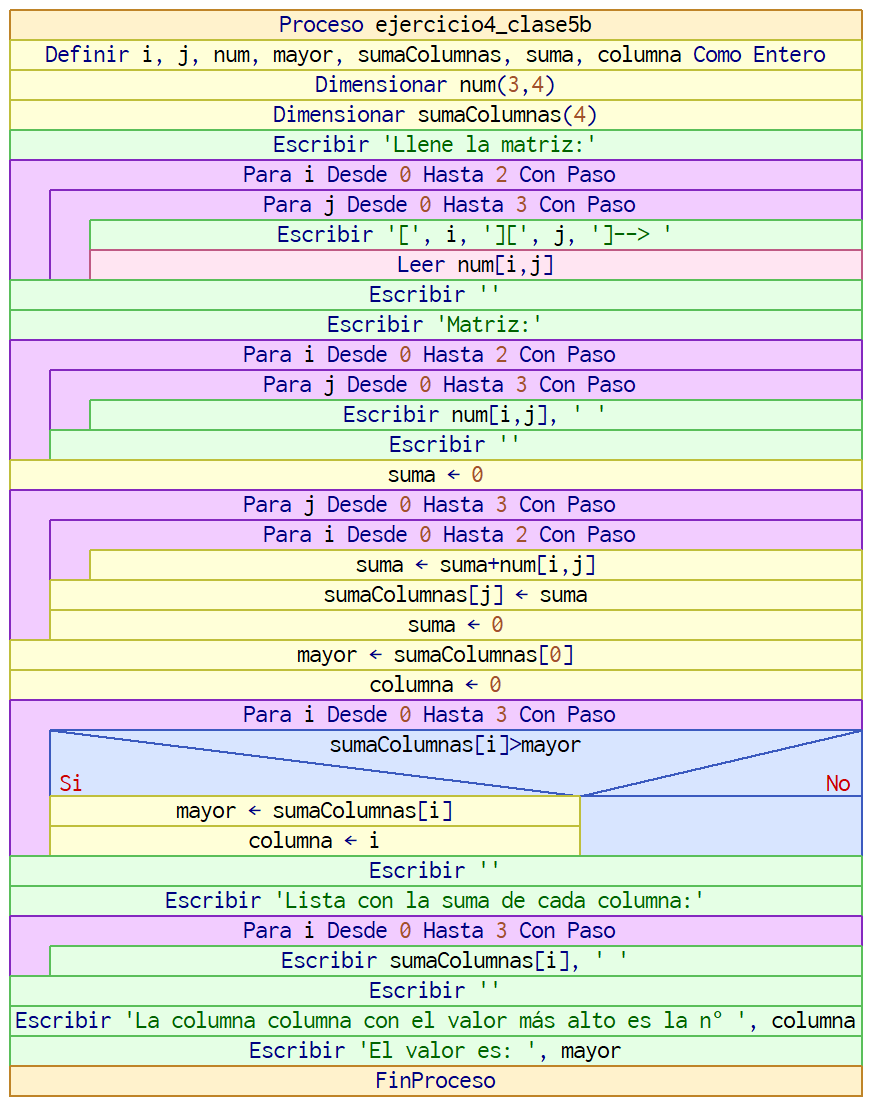 Proceso ejercicio4_clase5b
Definir i, j, num, mayor, sumaColumnas, suma, columna Como Entero
Dimensionar num(3,4)
Dimensionar sumaColumnas(4)
Escribir 'Llene la matriz:'
Para i Desde 0 Hasta 2 Con Paso
Para j Desde 0 Hasta 3 Con Paso
Escribir '[', i, '][', j, ']--> '
Leer num[i,j]
Escribir ''
Escribir 'Matriz:'
Para i Desde 0 Hasta 2 Con Paso
Para j Desde 0 Hasta 3 Con Paso
Escribir num[i,j], ' '
Escribir ''
suma ← 0
Para j Desde 0 Hasta 3 Con Paso
Para i Desde 0 Hasta 2 Con Paso
suma ← suma+num[i,j]
sumaColumnas[j] ← suma
suma ← 0
mayor ← sumaColumnas[0]
columna ← 0
Para i Desde 0 Hasta 3 Con Paso
sumaColumnas[i]>mayor
Si No
mayor ← sumaColumnas[i]
columna ← i
Escribir ''
Escribir 'Lista con la suma de cada columna:'
Para i Desde 0 Hasta 3 Con Paso
Escribir sumaColumnas[i], ' '
Escribir ''
Escribir 'La columna columna con el valor más alto es la n° ', columna
Escribir 'El valor es: ', mayor
FinProceso